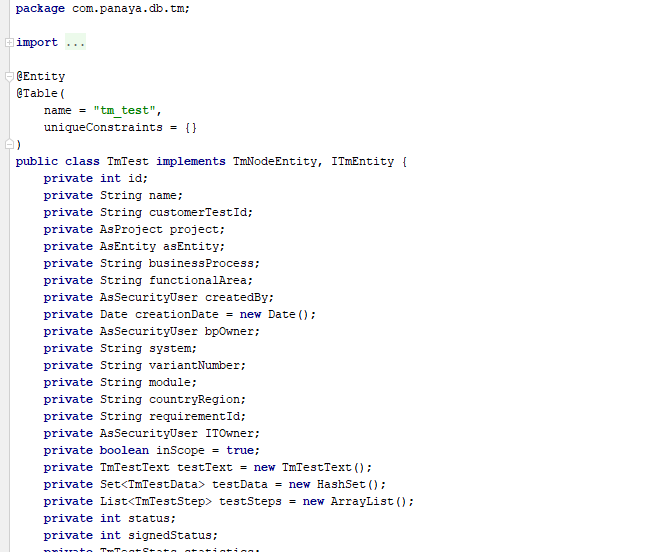 package com.panaya.db.tm;
import ...
@Entity
@Table(
name = "tm_test",
uniqueConstraints = {}
)
public class TmTest implements TmNodeEntity, ITmEntity {
private int id;
private String name;
private String customerTestId;
private AsProject project;
private AsEntity asEntity;
private String businessProcess;
private String functionalArea;
private AsSecurityUser createdBy;
private Date creationDate = new Date();
private AsSecurityUser bpOwner;
private String system;
private String variantNumber;
private String module;
private String countryRegion;
private String requirementId;
private AsSecurityUser ITOwner;
private boolean inScope = true;
private TmTestText testText = new TmTestText();
private Set<TmTestData> testData = new HashSet();
private List<TmTestStep> testSteps = new ArrayList();
private int status;
private int signedStatus;
private TmTestStats statistics;